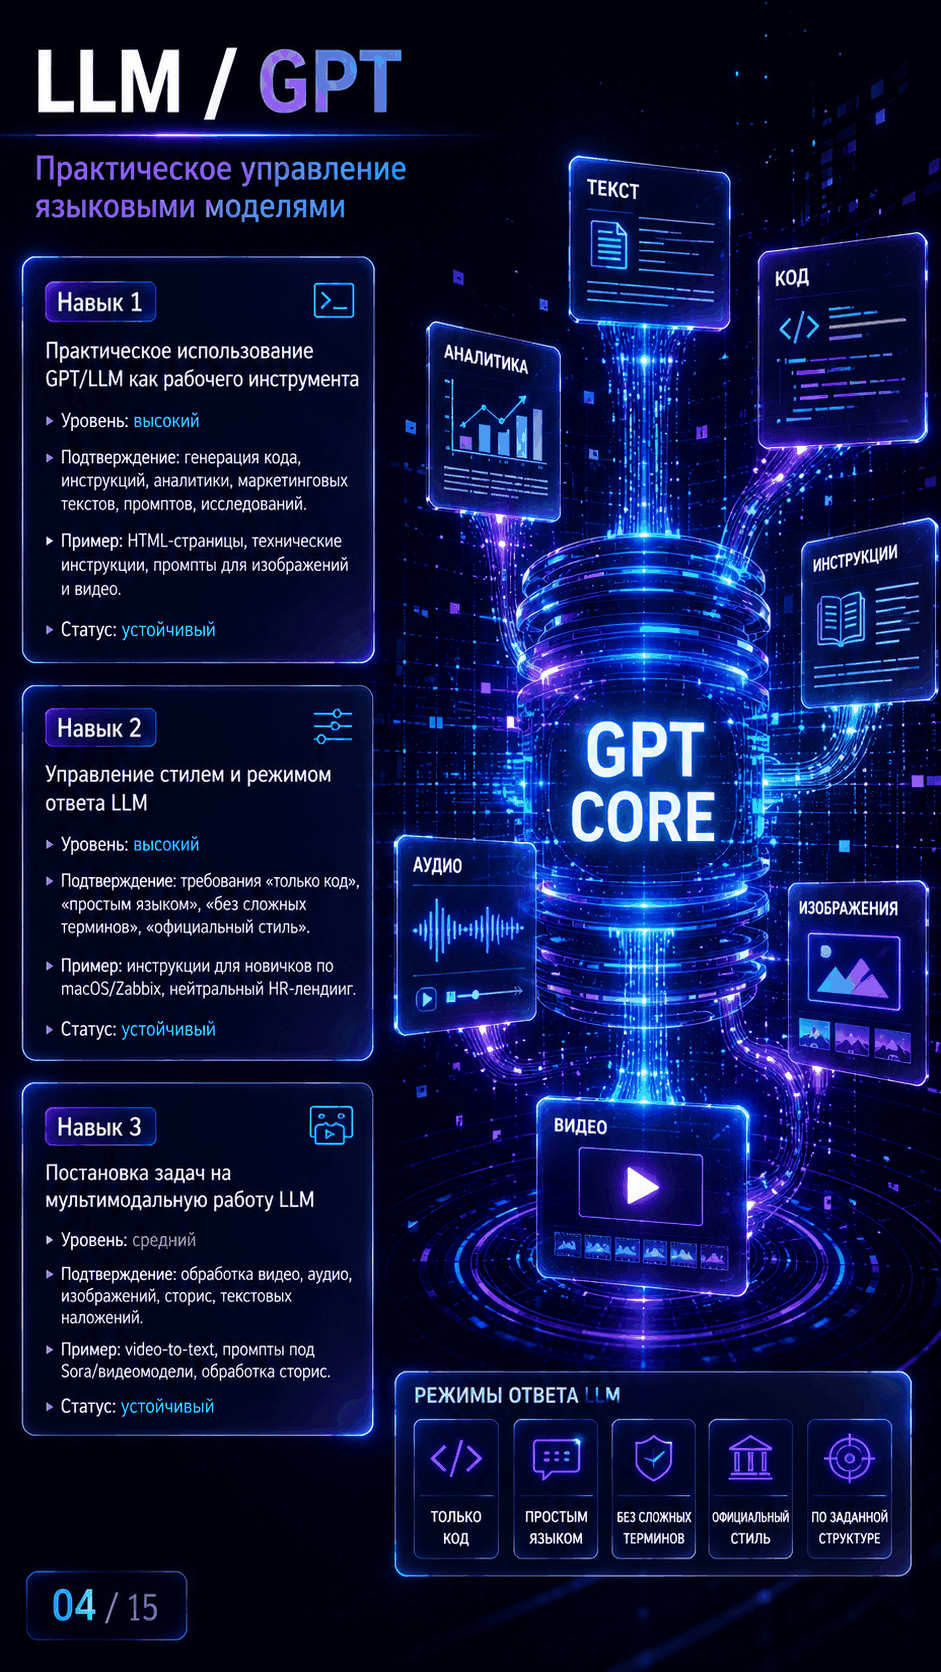 LLM / GPT
Практическое управление
языковыми моделями
Навык 1
Практическое использование
GPT/LLM как рабочего инструмента
Уровень: высокий
Подтверждение: генерация кода,
инструкций, аналитики, маркетинговых
текстов, промптов, исследований.
Пример: HTML-страницы, технические
инструкции, промпты для изображений
и видео.
Статус: устойчивый
Навык 2
Управление стилем и режимом
ответа LLM
Уровень: высокий
Подтверждение: требования «только код»,
«простым языком», «без сложных
терминов», «официальный стиль».
Пример: инструкции для новичков по
macOS/Zabbix, нейтральный HR-лендииг.
Статус: устойчивый
Навык 3
Постановка задач на
мультимодальную работу LLM
Уровень: средний
Подтверждение: обработка видео, аудио,
изображений, сторис, текстовых
наложений.
Пример: video-to-text, промпты под
Sora/видеомодели, обработка сторис.
Статус: устойчивый
04 / 15
ТЕКСТ
КОД
АНАЛИТИКА
ИНСТРУКЦИИ
GPT
CORE
АУДИО
ИЗОБРАЖЕНИЯ
ВИДЕО
РЕЖИМЫ ОТВЕТА LLM
ТОЛЬКО
КОД
ПРОСТЫМ
ЯЗЫКОМ
БЕЗ СЛОЖНЫХ
ТЕРМИНОВ
ОФИЦИАЛЬНЫЙ
СТИЛЬ
ПО ЗАДАННОЙ
СТРУКТУРЕ